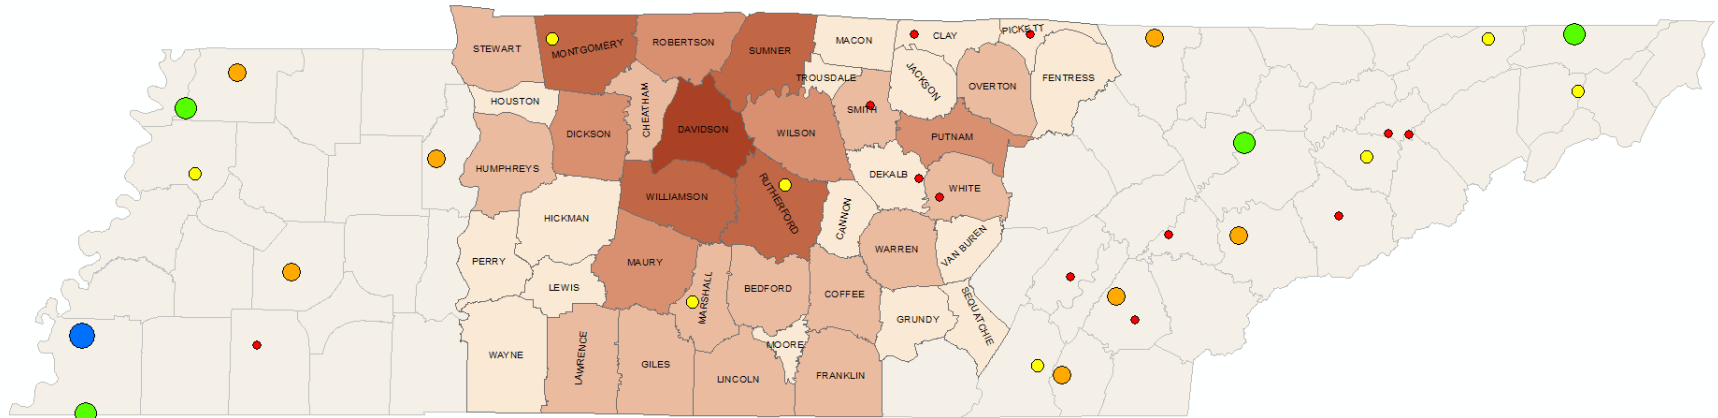 STEWART
MONTGOMERY
ROBERTSON
SUMNER
MACON
CLAY
PICKETT
TROUSDALE
JACKSON
OVERTON
FENTRESS
HOUSTON
CHEATHAM
SMITH
DICKSON
DAVIDSON
WILSON
PUTNAM
HUMPHREYS
WILLIAMSON
RUTHERFORD
DEKALB
WHITE
HICKMAN
CANNON
WARREN
VAN BUREN
PERRY
LEWIS
MAURY
MARSHALL
BEDFORD
COFFEE
GRUNDY
SEQUATCHIE
WAYNE
LAWRENCE
GILES
LINCOLN
MOORE
FRANKLIN